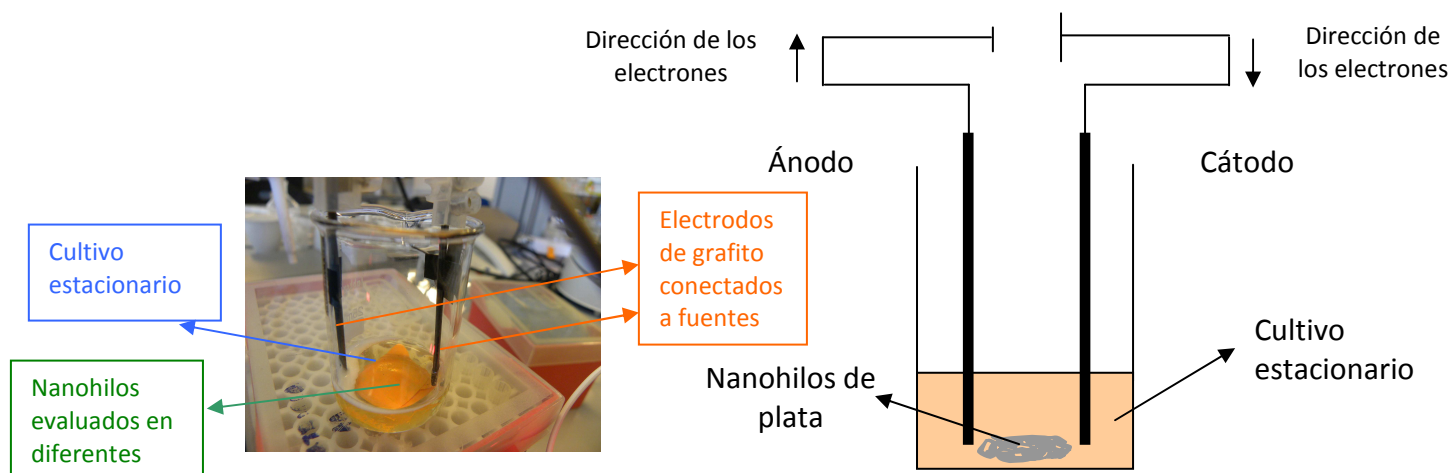 Dirección de los
electrones
Dirección de
los electrones
Ánodo
Cátodo
Cultivo
estacionario
Electrodos
de grafito
conectados
a fuentes
Nanohilos
evaluados en
diferentes
Nanohilos de
plata
Cultivo
estacionario